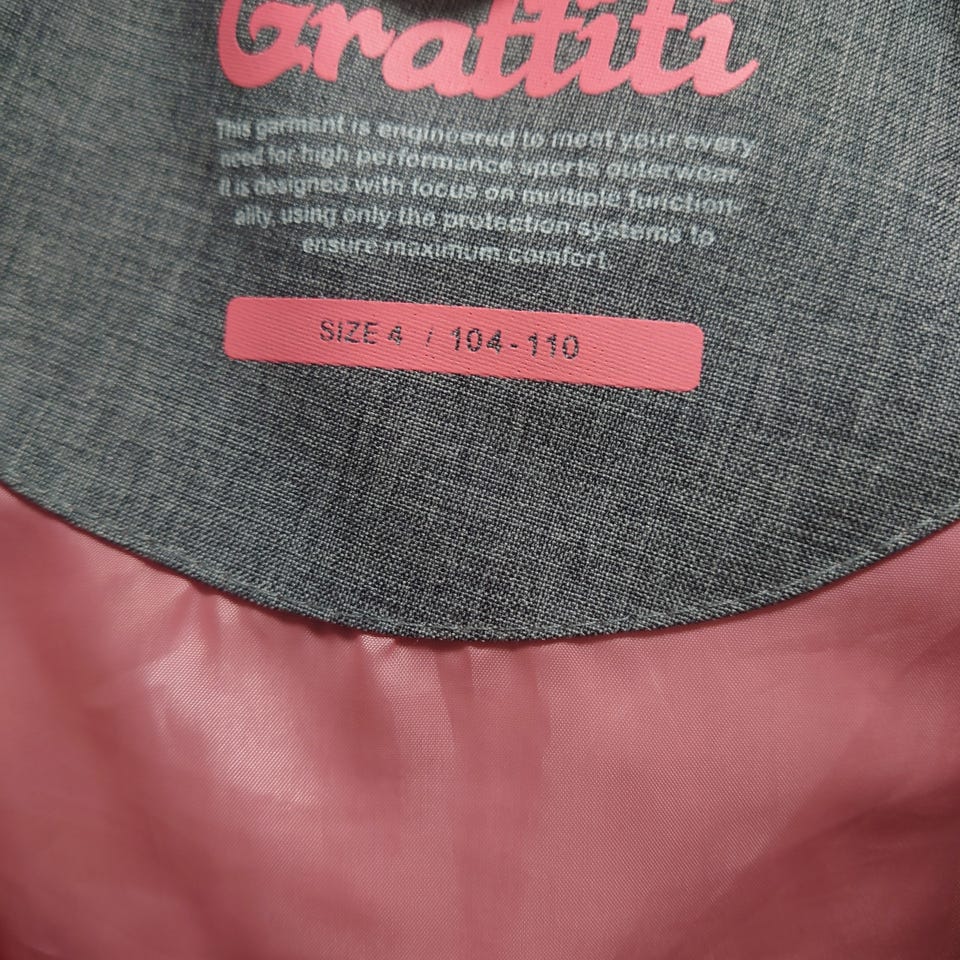 Graffiti
This garment is engineered to meet your every
need for high performance sports outerwear
it is designed with focus on multiple function-
ality, using only the protection systems to
ensure maximum comfort.
SIZE 4 / 104-110